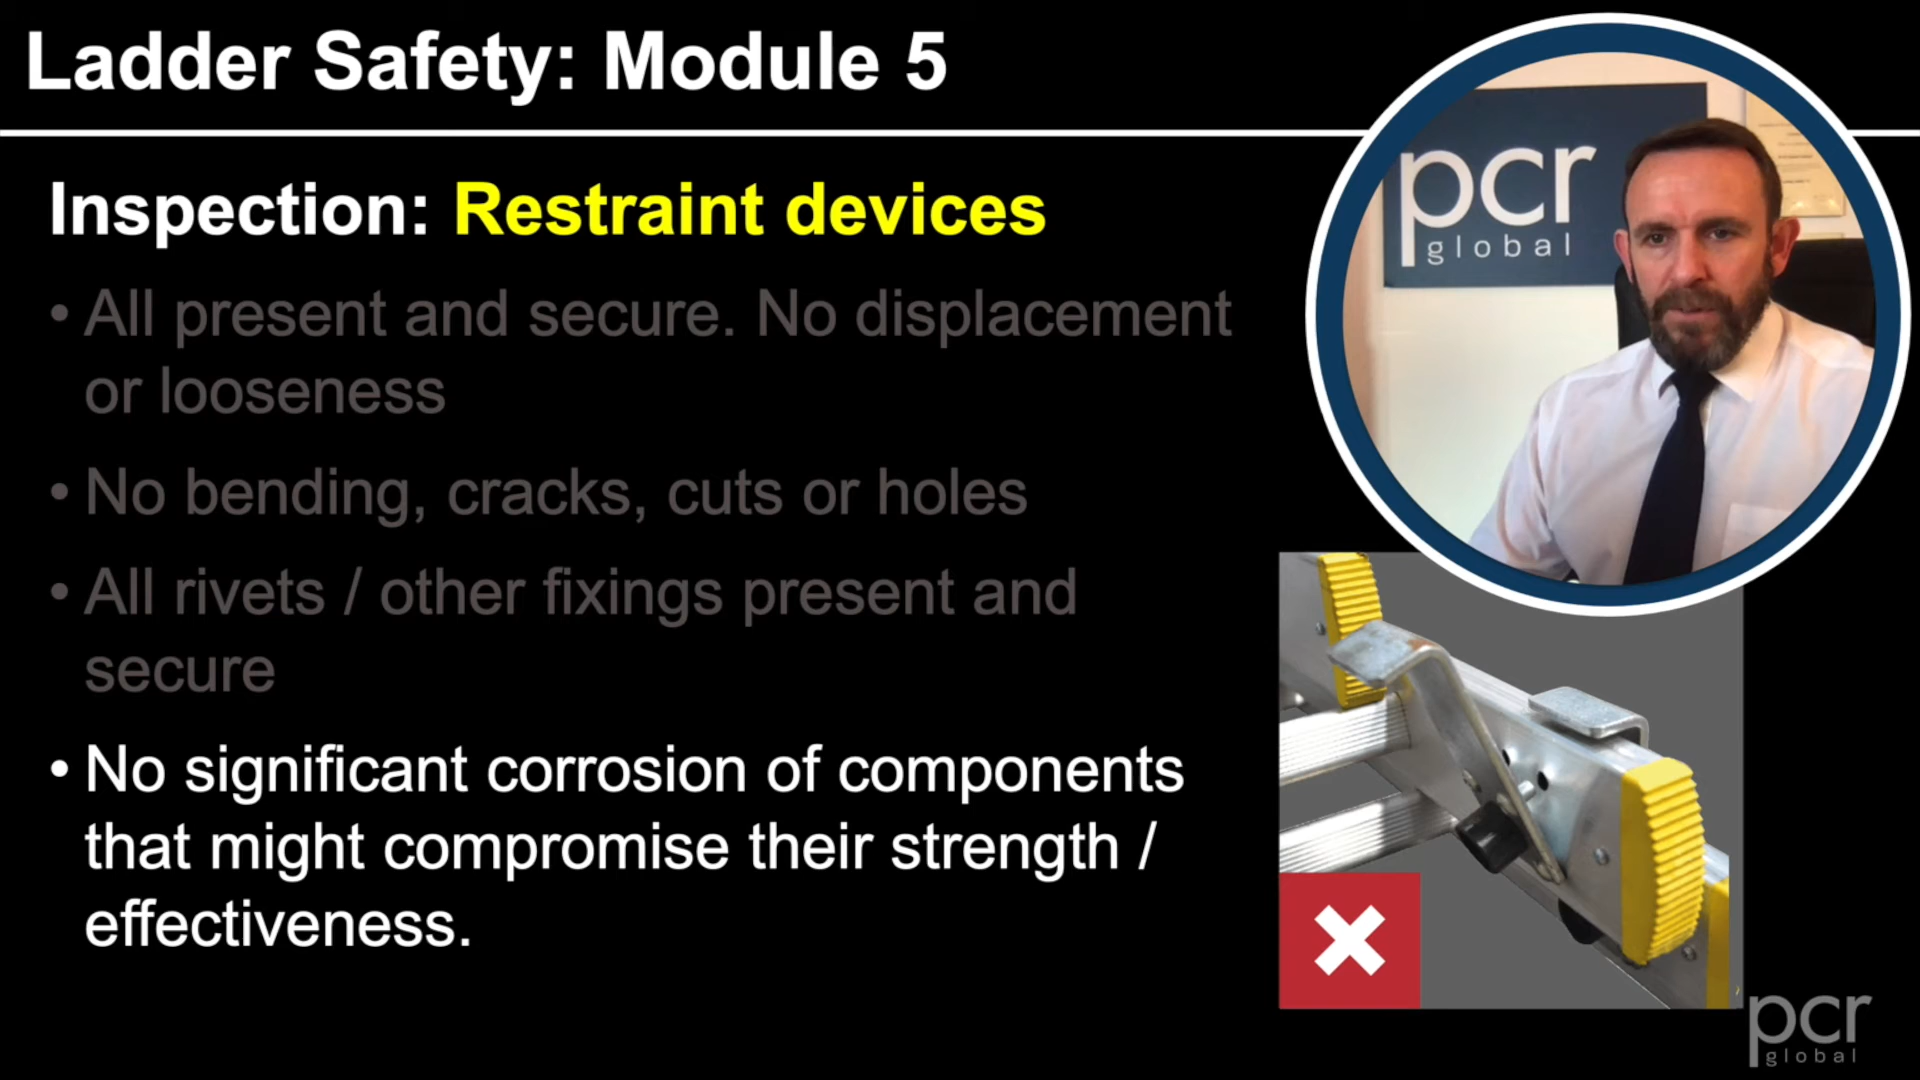 Ladder Safety: Module 5
pcr
global
Inspection: Restraint devices
• All present and secure. No displacement
or looseness
• No bending, cracks, cuts or holes
• All rivets / other fixings present and
secure
• No significant corrosion of components
that might compromise their strength /
effectiveness.
pcr
global